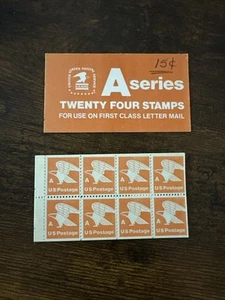 15¢
A series
TWENTY FOUR STAMPS
FOR USE ON FIRST CLASS LETTER MAIL
A A A A
US Postage US Postage US Postage US Postage
A A A A
US Postage US Postage US Postage US Postage